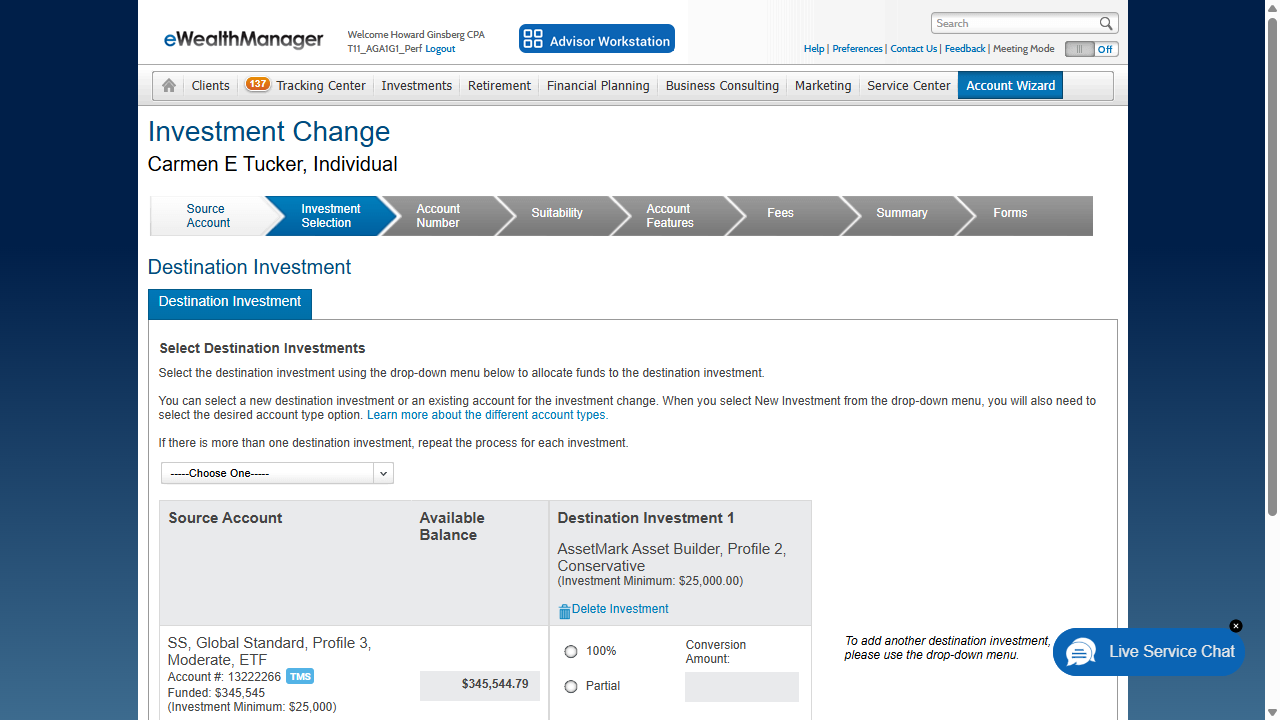 eWealthManager
Welcome Howard Ginsberg CPA
T11_AGA1G1_Perf Logout
Advisor Workstation
Search
Help | Preferences | Contact Us | Feedback | Meeting Mode
Off
Clients
137 Tracking Center
Investments
Retirement
Financial Planning
Business Consulting
Marketing
Service Center
Account Wizard
Investment Change
Carmen E Tucker, Individual
Source Account
Investment Selection
Account Number
Suitability
Account Features
Fees
Summary
Forms
Destination Investment
Destination Investment
Select Destination Investments
Select the destination investment using the drop-down menu below to allocate funds to the destination investment.
You can select a new destination investment or an existing account for the investment change. When you select New Investment from the drop-down menu, you will also need to
select the desired account type option. Learn more about the different account types.
If there is more than one destination investment, repeat the process for each investment.
-----Choose One-----
Source Account
Available
Balance
Destination Investment 1
AssetMark Asset Builder, Profile 2,
Conservative
(Investment Minimum: $25,000.00)
Delete Investment
SS, Global Standard, Profile 3,
Moderate, ETF
Account #: 13222266 TMS
Funded: $345,545
(Investment Minimum: $25,000)
$345,544.79
100%
Partial
Conversion
Amount:
To add another destination investment,
please use the drop-down menu.
Live Service Chat